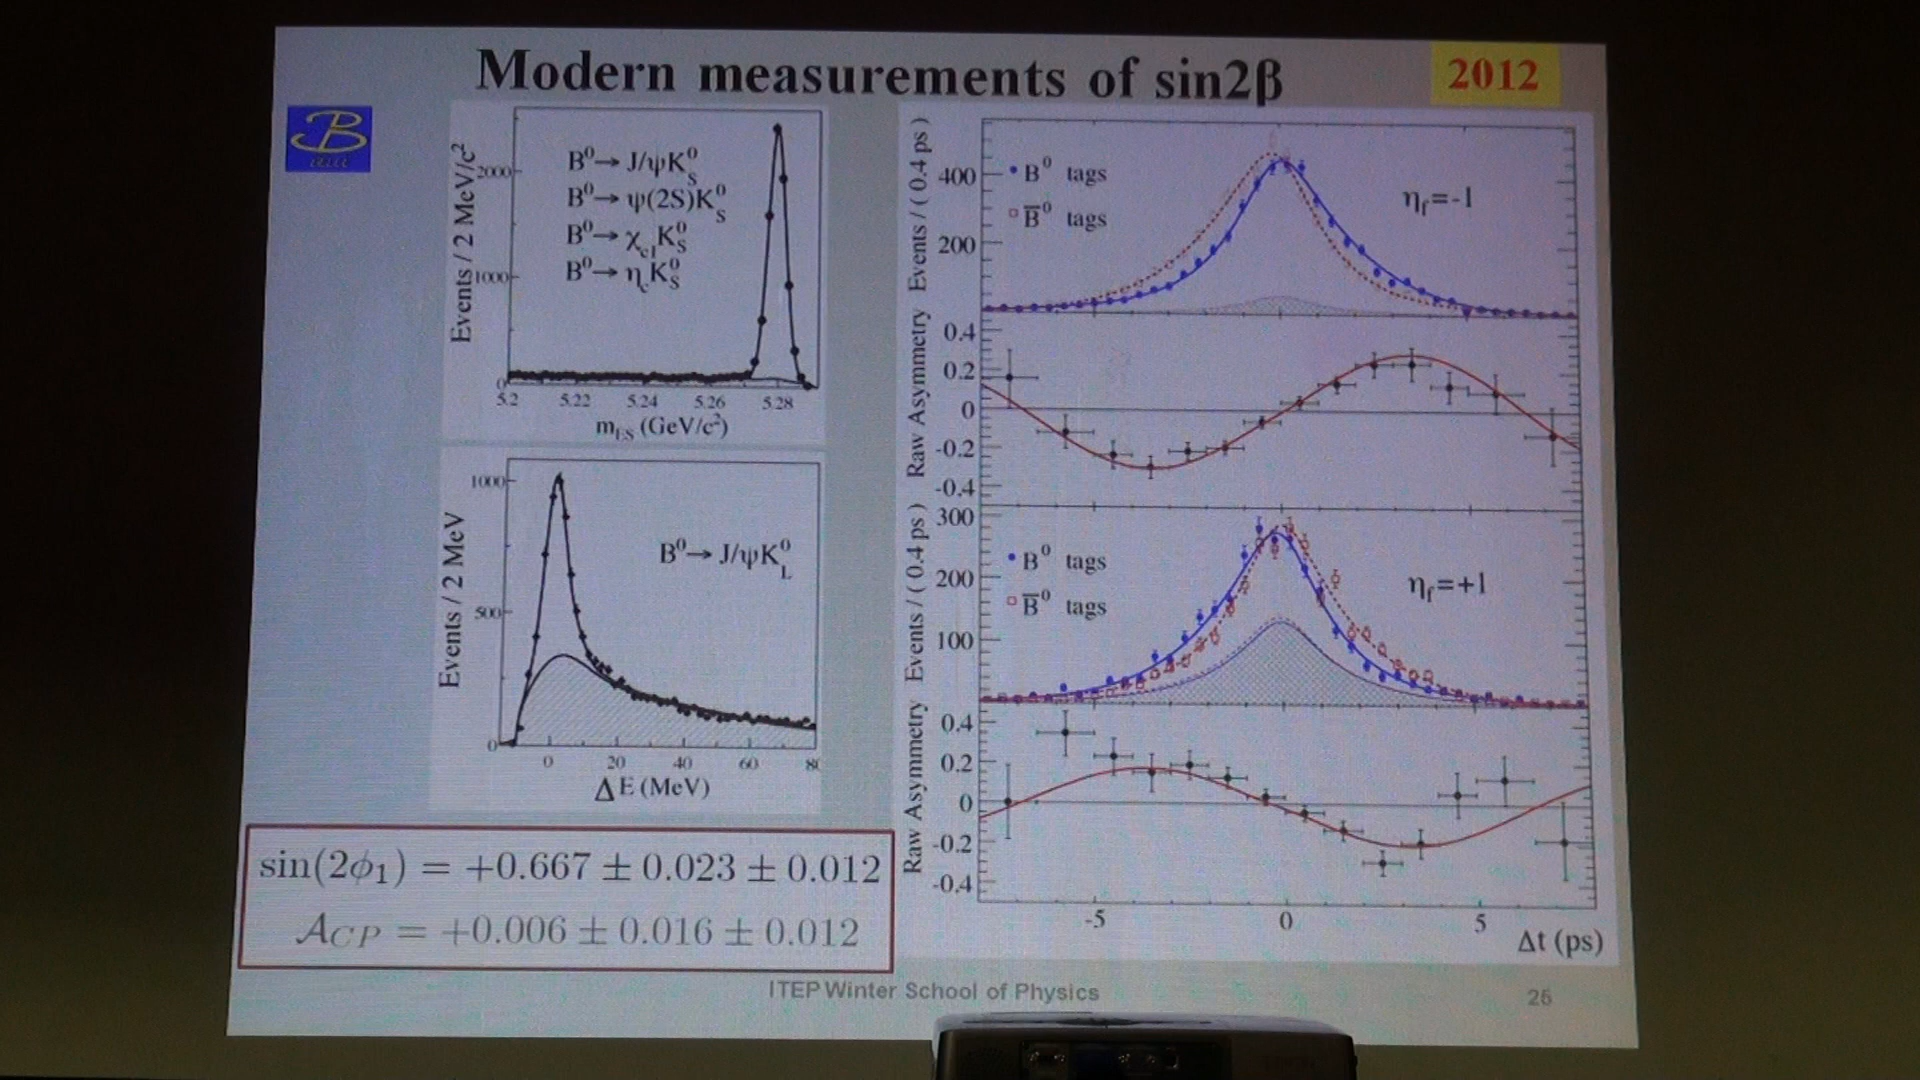 Modern measurements of sin2β
2012
B
Events / 2 MeV/c²
2000
1000
0
B⁰→ J/ψK⁰S
B⁰→ ψ(2S)K⁰S
B⁰→ χc1K⁰S
B⁰→ ηcK⁰S
5.2 5.22 5.24 5.26 5.28
mES (GeV/c²)
Events / 2 MeV
1000
500
0
B⁰→ J/ψK⁰L
0 20 40 60 80
ΔE (MeV)
sin(2ϕ₁) = +0.667 ± 0.023 ± 0.012
𝒜CP = +0.006 ± 0.016 ± 0.012
Events / ( 0.4 ps )
400
200
B⁰ tags
B̅⁰ tags
ηf=-1
Raw Asymmetry
0.4
0.2
0
-0.2
-0.4
Events / ( 0.4 ps )
300
200
100
B⁰ tags
B̅⁰ tags
ηf=+1
Raw Asymmetry
0.4
0.2
0
-0.2
-0.4
-5 0 5
Δt (ps)
ITEP Winter School of Physics